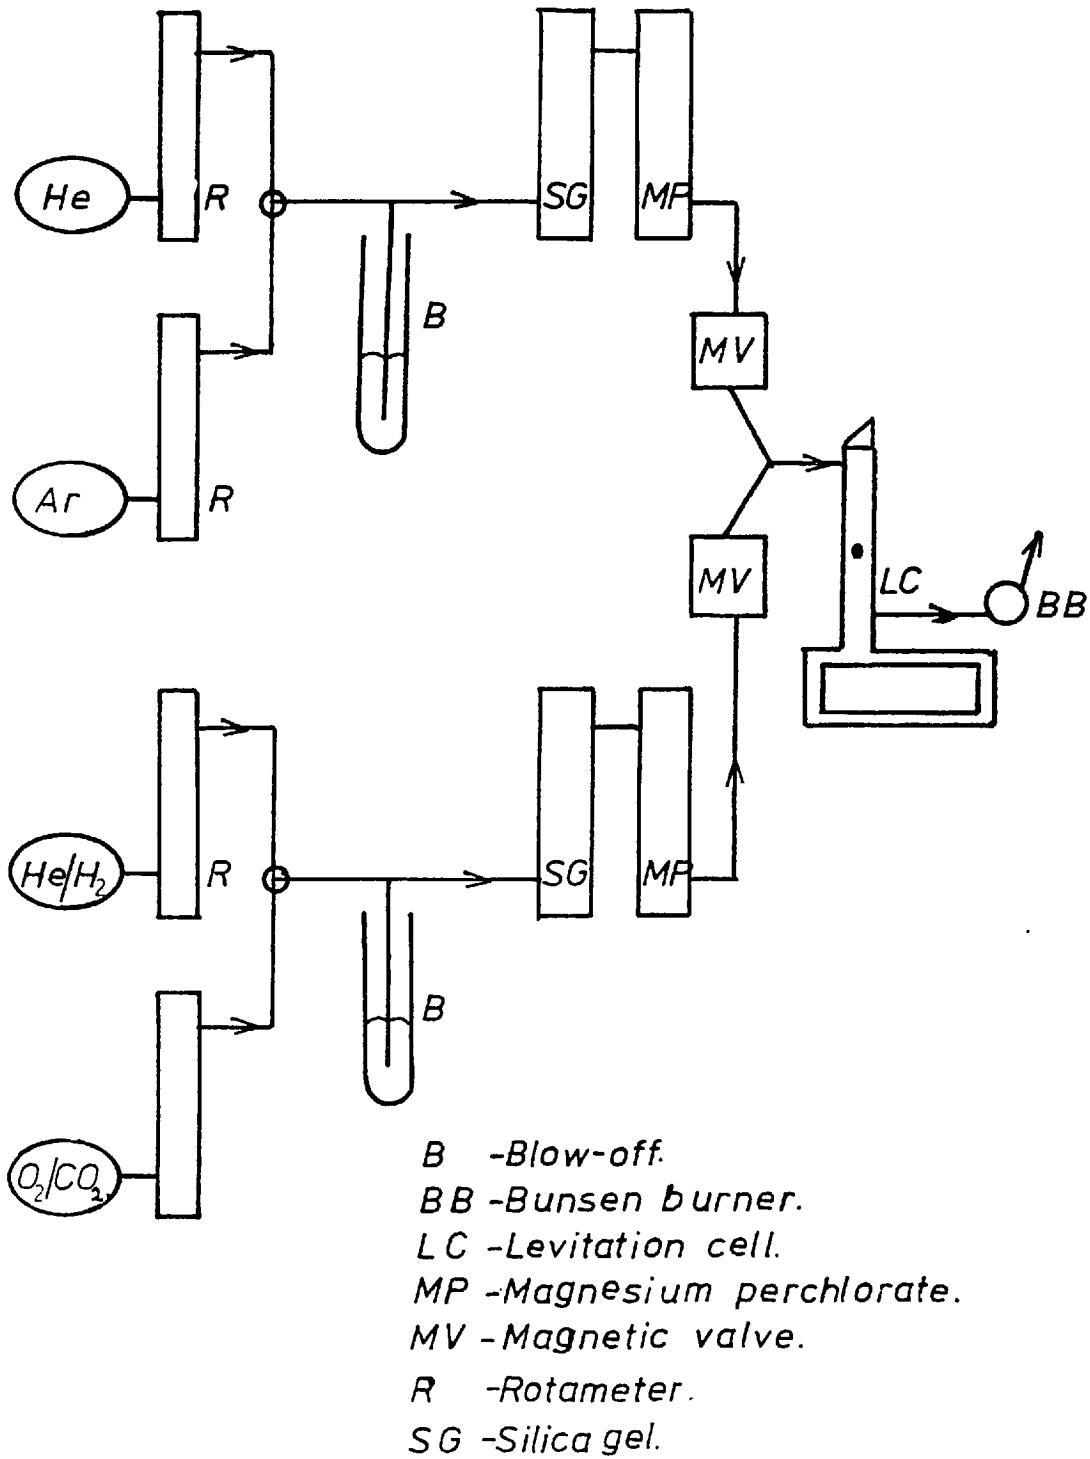 He
R
SG
MP
B
MV
Ar
R
MV
LC
BB
He/H₂
R
SG
MP
B
O₂/CO₂
B -Blow-off.
BB -Bunsen burner.
LC -Levitation cell.
MP -Magnesium perchlorate.
MV -Magnetic valve.
R -Rotameter.
SG -Silica gel.